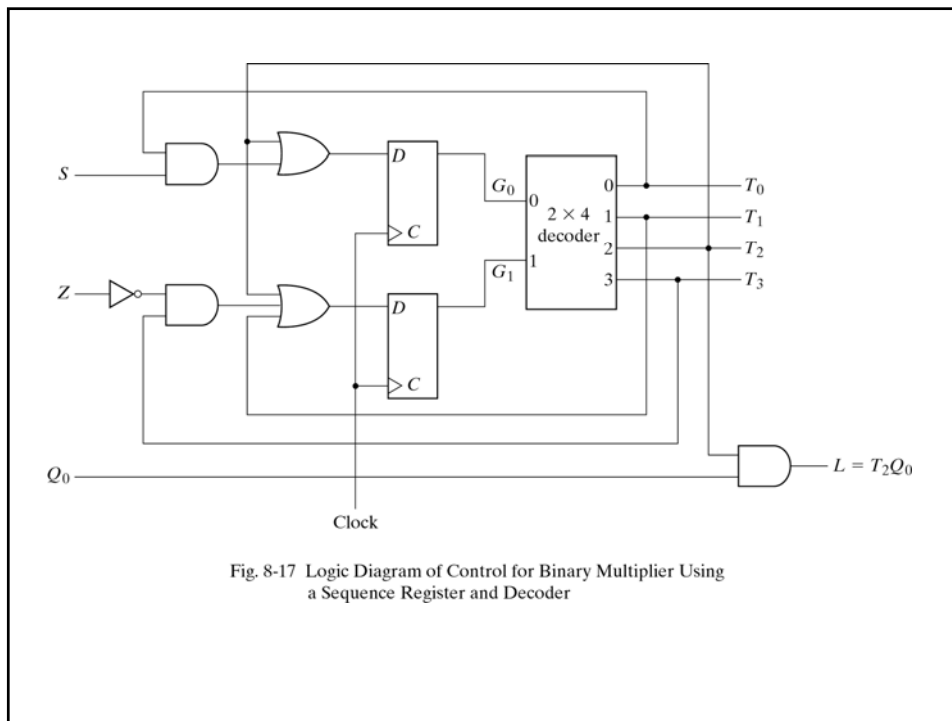 S
D
C
G₀
0
1
G₁
2 × 4
decoder
0
1
2
3
T₀
T₁
T₂
T₃
Z
D
C
Q₀
L = T₂Q₀
Clock
Fig. 8-17 Logic Diagram of Control for Binary Multiplier Using
a Sequence Register and Decoder